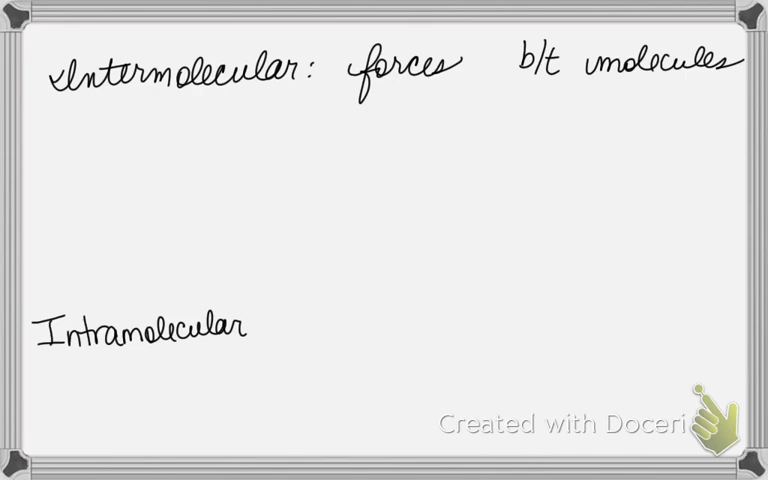 Intermolecular: forces b/t molecules
Intramolecular
Created with Doceri